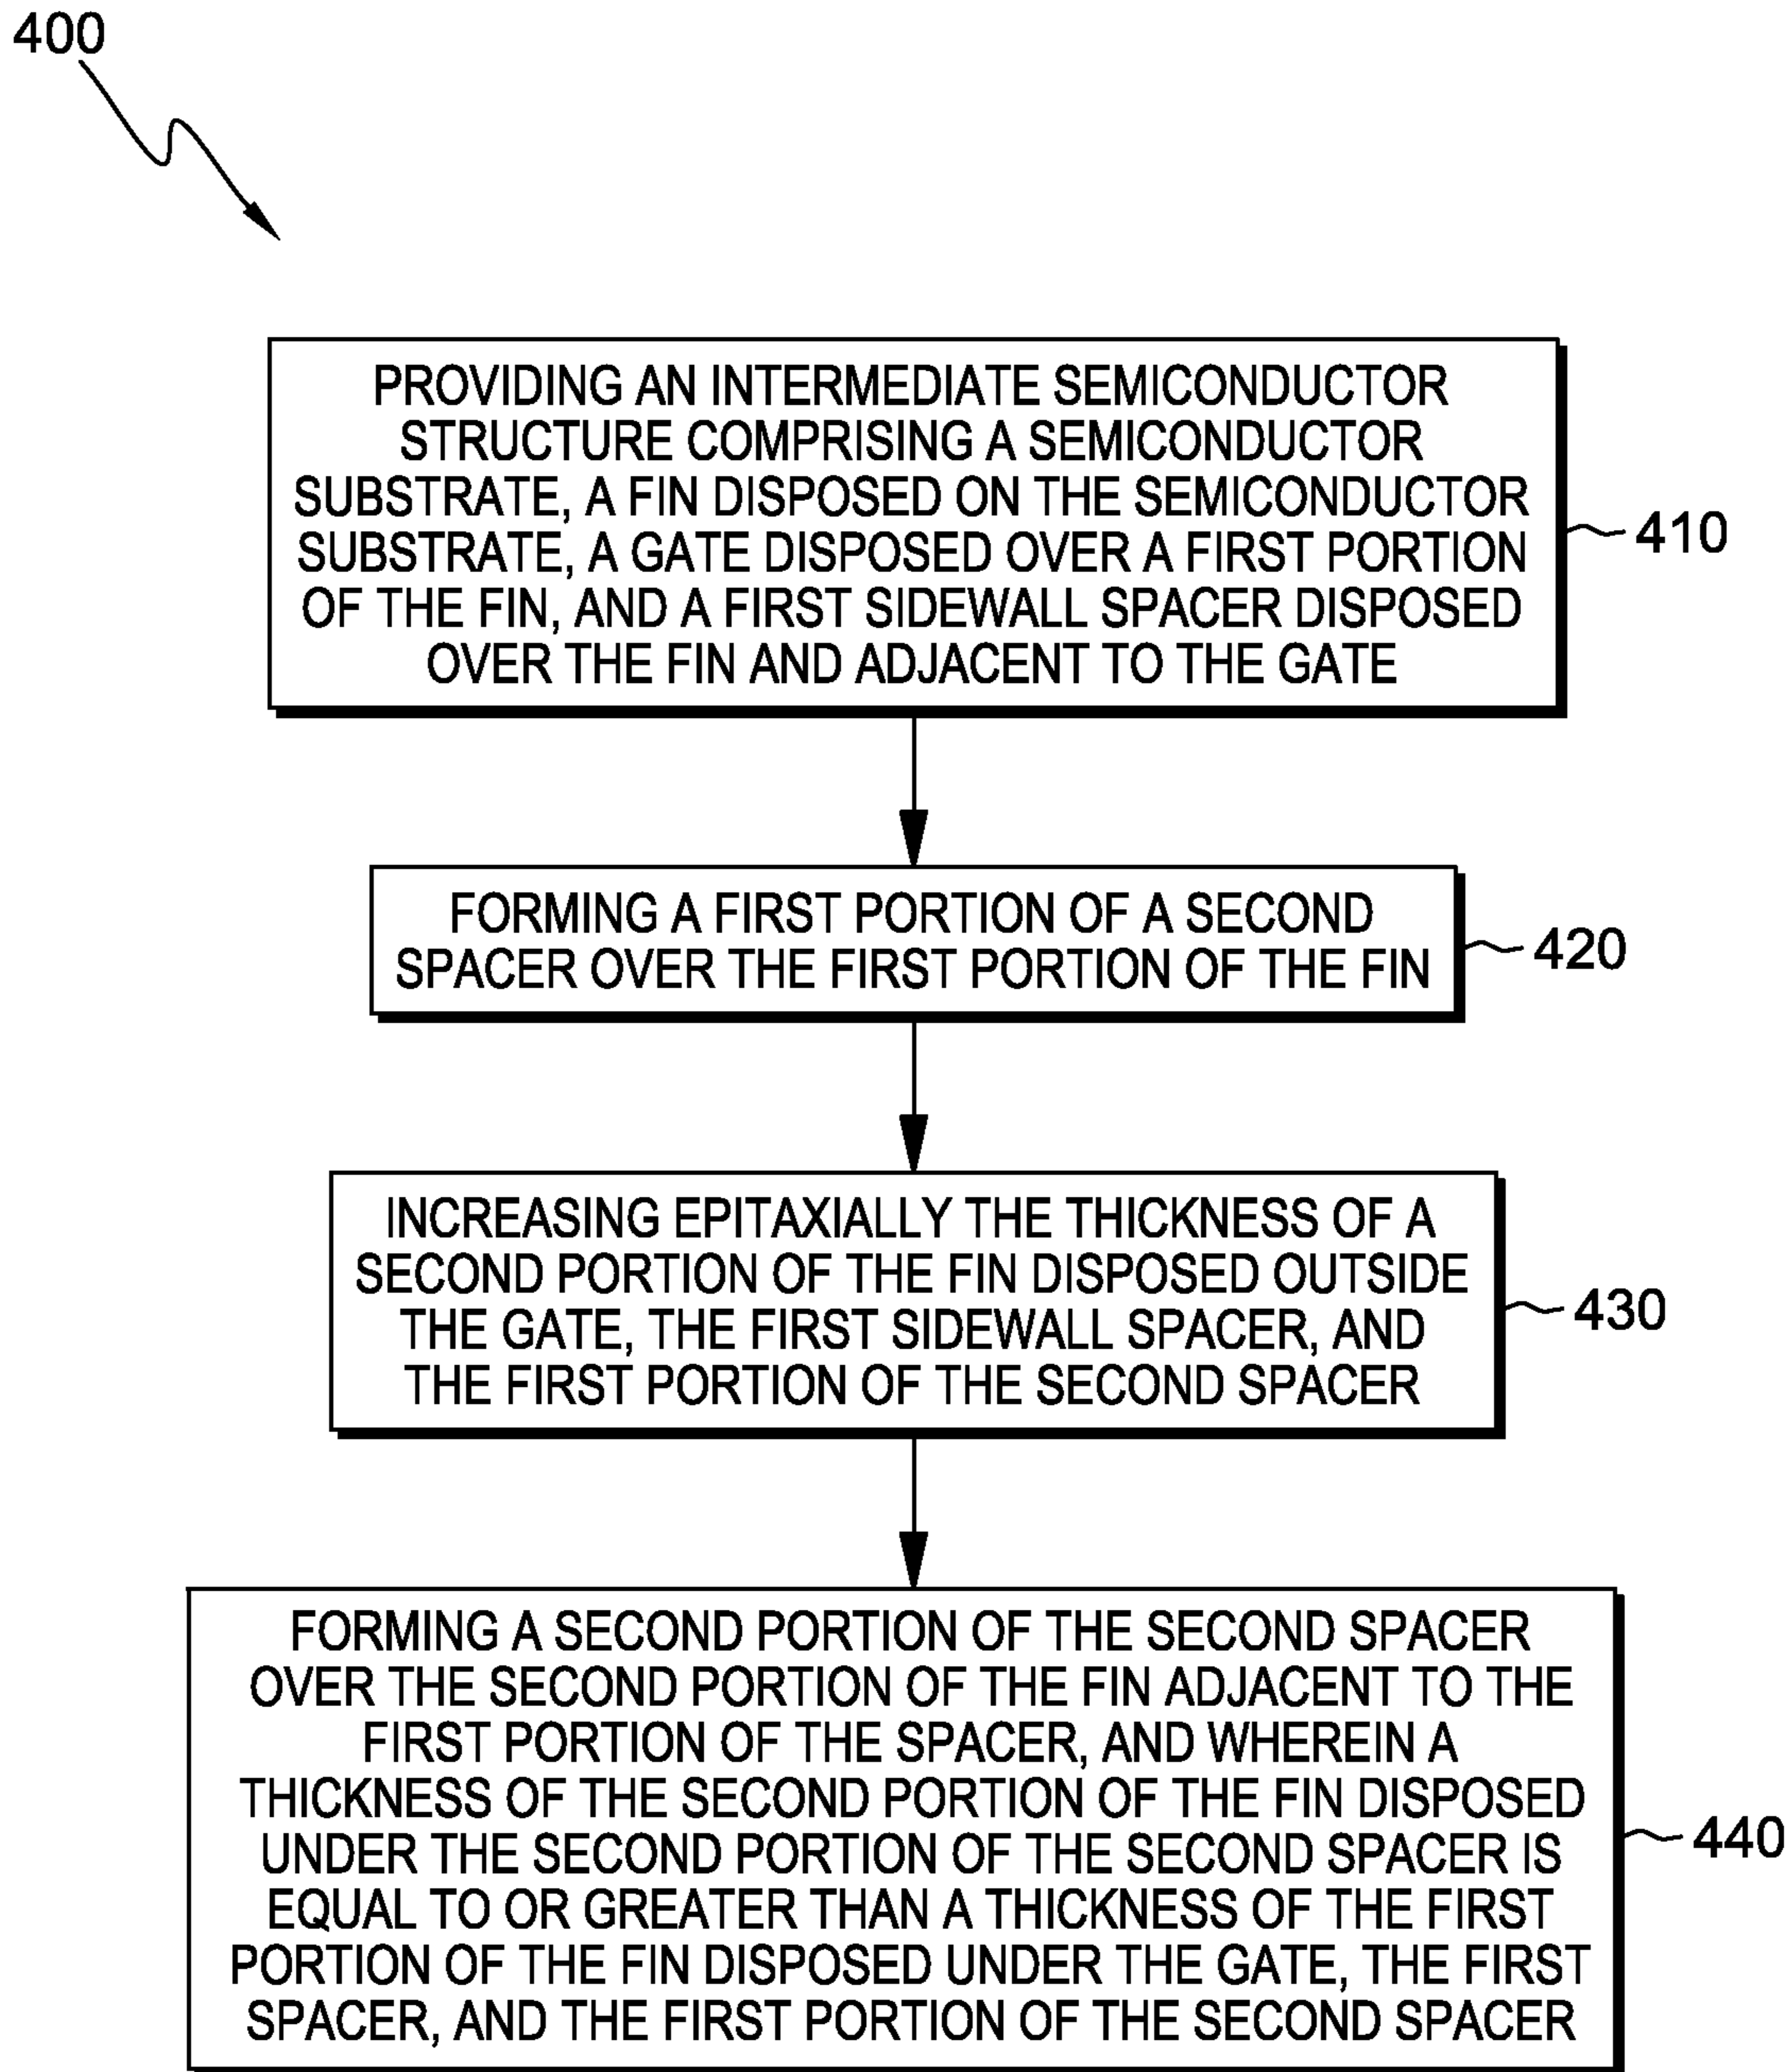 400
PROVIDING AN INTERMEDIATE SEMICONDUCTOR
STRUCTURE COMPRISING A SEMICONDUCTOR
SUBSTRATE, A FIN DISPOSED ON THE SEMICONDUCTOR
SUBSTRATE, A GATE DISPOSED OVER A FIRST PORTION
OF THE FIN, AND A FIRST SIDEWALL SPACER DISPOSED
OVER THE FIN AND ADJACENT TO THE GATE
410
FORMING A FIRST PORTION OF A SECOND
SPACER OVER THE FIRST PORTION OF THE FIN
420
INCREASING EPITAXIALLY THE THICKNESS OF A
SECOND PORTION OF THE FIN DISPOSED OUTSIDE
THE GATE, THE FIRST SIDEWALL SPACER, AND
THE FIRST PORTION OF THE SECOND SPACER
430
FORMING A SECOND PORTION OF THE SECOND SPACER
OVER THE SECOND PORTION OF THE FIN ADJACENT TO THE
FIRST PORTION OF THE SPACER, AND WHEREIN A
THICKNESS OF THE SECOND PORTION OF THE FIN DISPOSED
UNDER THE SECOND PORTION OF THE SECOND SPACER IS
EQUAL TO OR GREATER THAN A THICKNESS OF THE FIRST
PORTION OF THE FIN DISPOSED UNDER THE GATE, THE FIRST
SPACER, AND THE FIRST PORTION OF THE SECOND SPACER
440